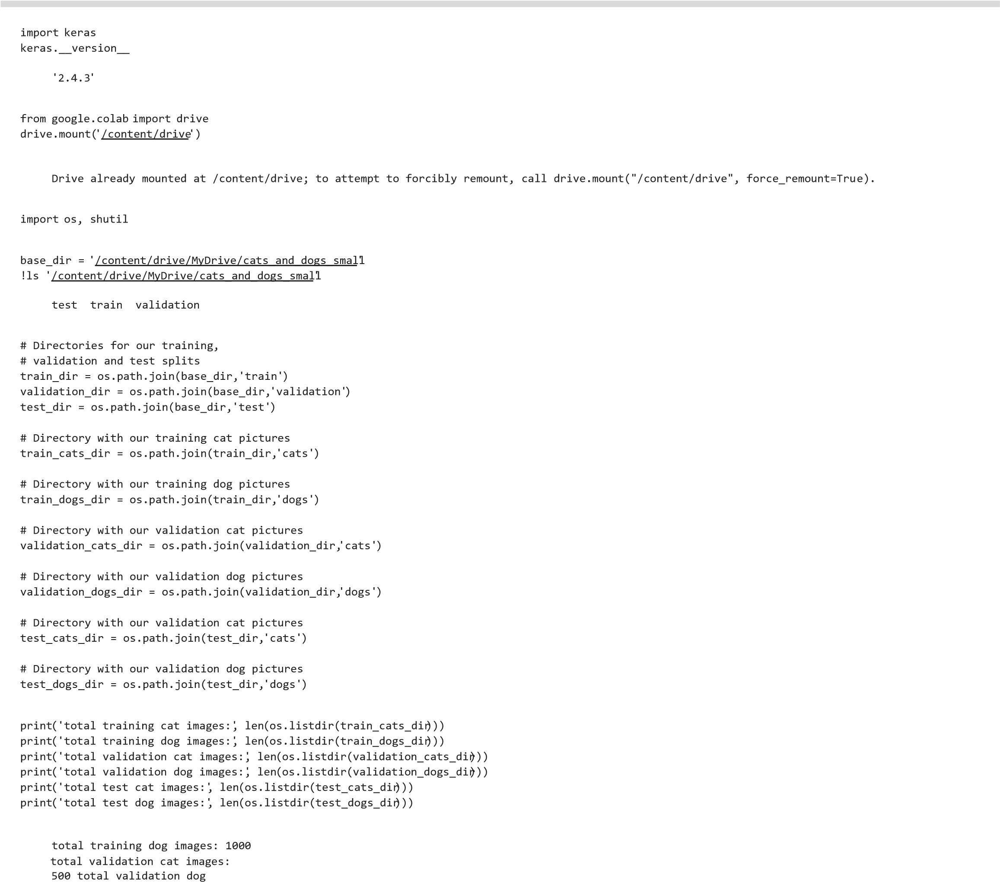 import keras
keras.__version__
'2.4.3'
from google.colab import drive
drive.mount('/content/drive')
Drive already mounted at /content/drive; to attempt to forcibly remount, call drive.mount("/content/drive", force_remount=True).
import os, shutil
base_dir = '/content/drive/MyDrive/cats_and_dogs_small'
!ls '/content/drive/MyDrive/cats_and_dogs_small'
test  train  validation
# Directories for our training,
# validation and test splits
train_dir = os.path.join(base_dir,'train')
validation_dir = os.path.join(base_dir,'validation')
test_dir = os.path.join(base_dir,'test')
# Directory with our training cat pictures
train_cats_dir = os.path.join(train_dir,'cats')
# Directory with our training dog pictures
train_dogs_dir = os.path.join(train_dir,'dogs')
# Directory with our validation cat pictures
validation_cats_dir = os.path.join(validation_dir,'cats')
# Directory with our validation dog pictures
validation_dogs_dir = os.path.join(validation_dir,'dogs')
# Directory with our validation cat pictures
test_cats_dir = os.path.join(test_dir,'cats')
# Directory with our validation dog pictures
test_dogs_dir = os.path.join(test_dir,'dogs')
print('total training cat images:', len(os.listdir(train_cats_dir)))
print('total training dog images:', len(os.listdir(train_dogs_dir)))
print('total validation cat images:', len(os.listdir(validation_cats_dir)))
print('total validation dog images:', len(os.listdir(validation_dogs_dir)))
print('total test cat images:', len(os.listdir(test_cats_dir)))
print('total test dog images:', len(os.listdir(test_dogs_dir)))
total training dog images: 1000
total validation cat images:
500 total validation dog